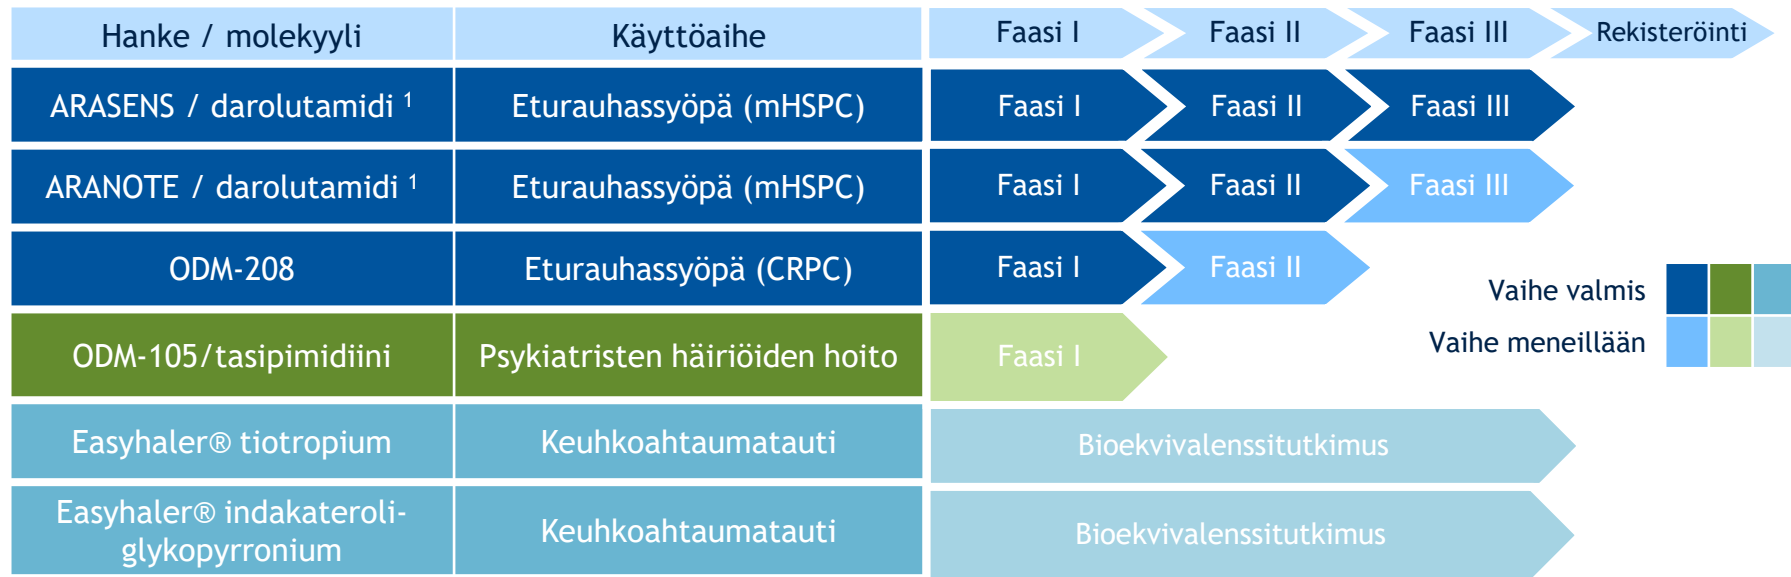 Hanke / molekyyli Käyttöaihe Faasi I Faasi II Faasi III Rekisteröinti
ARASENS / darolutamidi ¹ Eturauhassyöpä (mHSPC) Faasi I Faasi II Faasi III
ARANOTE / darolutamidi ¹ Eturauhassyöpä (mHSPC) Faasi I Faasi II Faasi III
ODM-208 Eturauhassyöpä (CRPC) Faasi I Faasi II
Vaihe valmis
ODM-105/tasipimidiini Psykiatristen häiriöiden hoito Faasi I
Vaihe meneillään
Easyhaler® tiotropium Keuhkoahtaumatauti Bioekvivalenssitutkimus
Easyhaler® indakateroli-
glykopyrronium Keuhkoahtaumatauti Bioekvivalenssitutkimus